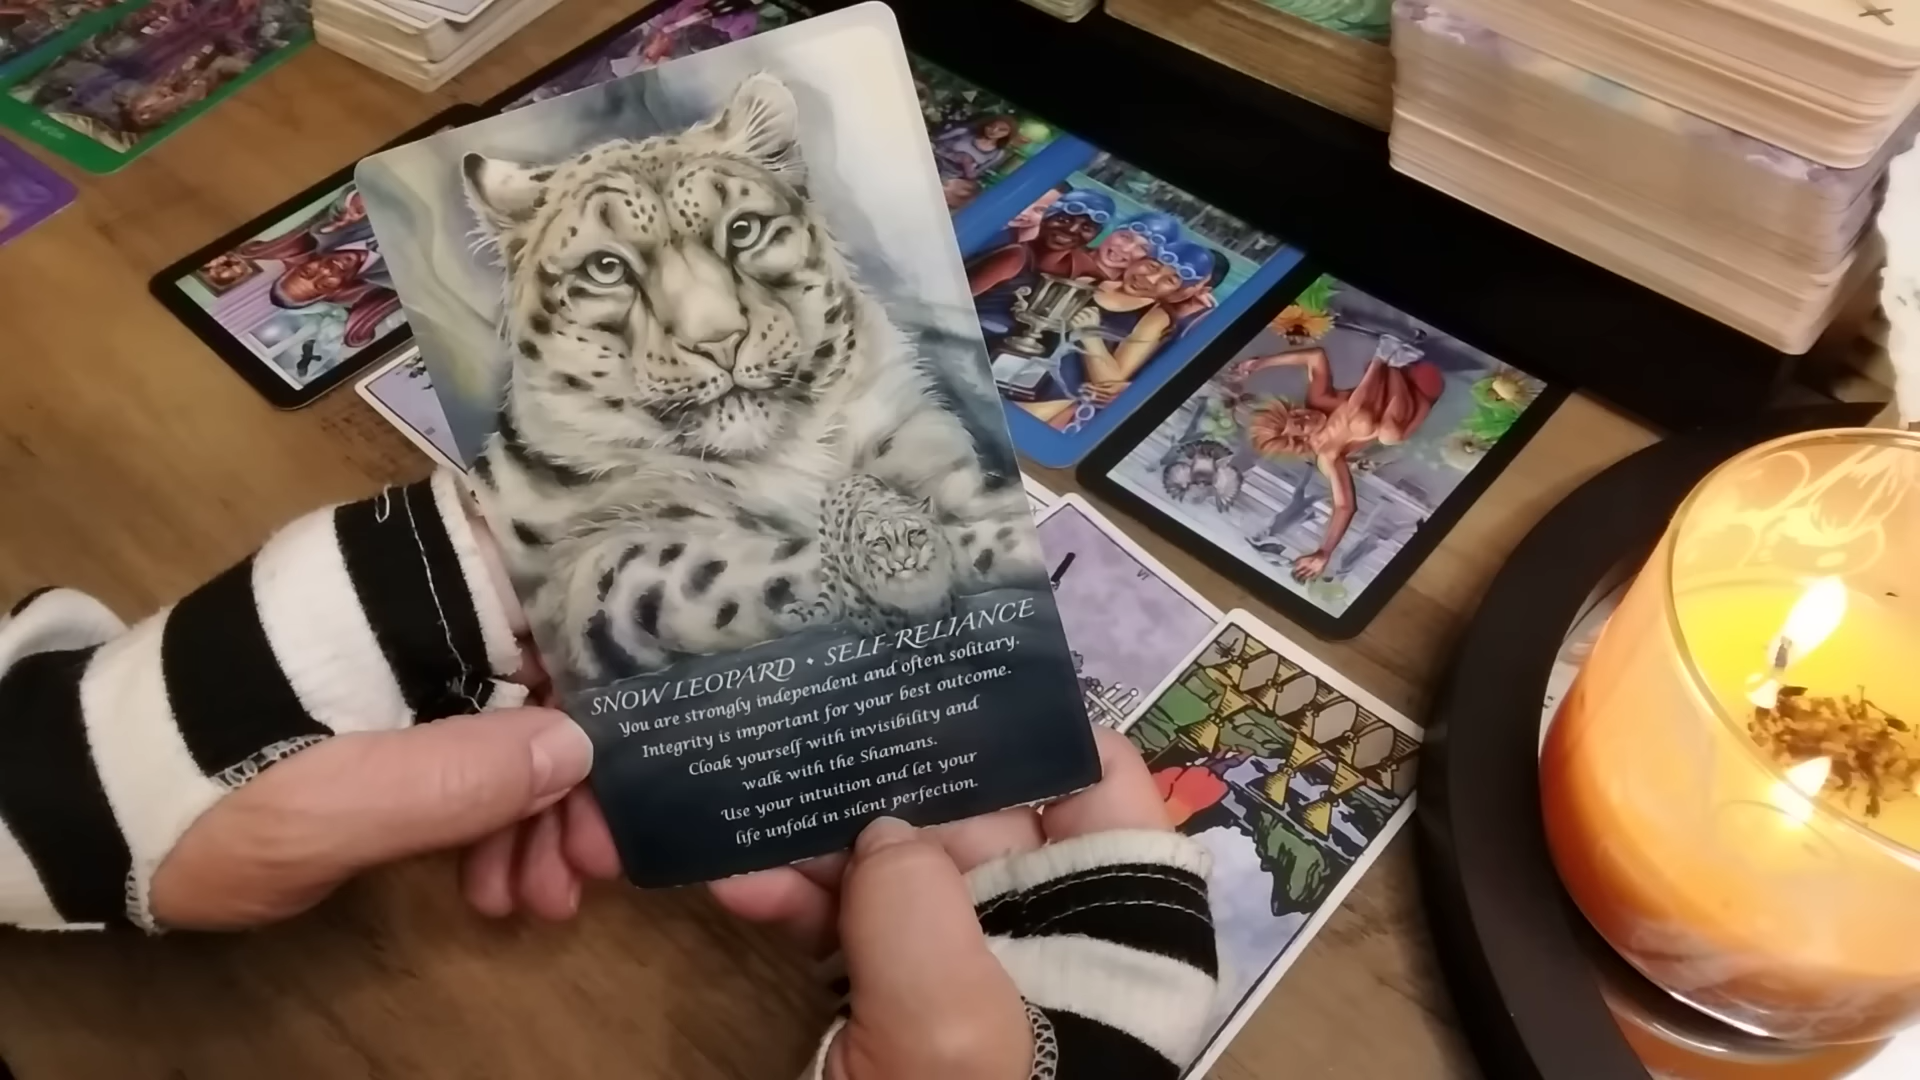 SNOW LEOPARD • SELF-RELIANCE
You are strongly independent and often solitary.
Integrity is important for your best outcome.
Cloak yourself with invisibility and
walk with the Shamans.
Use your intuition and let your
life unfold in silent perfection.
VI